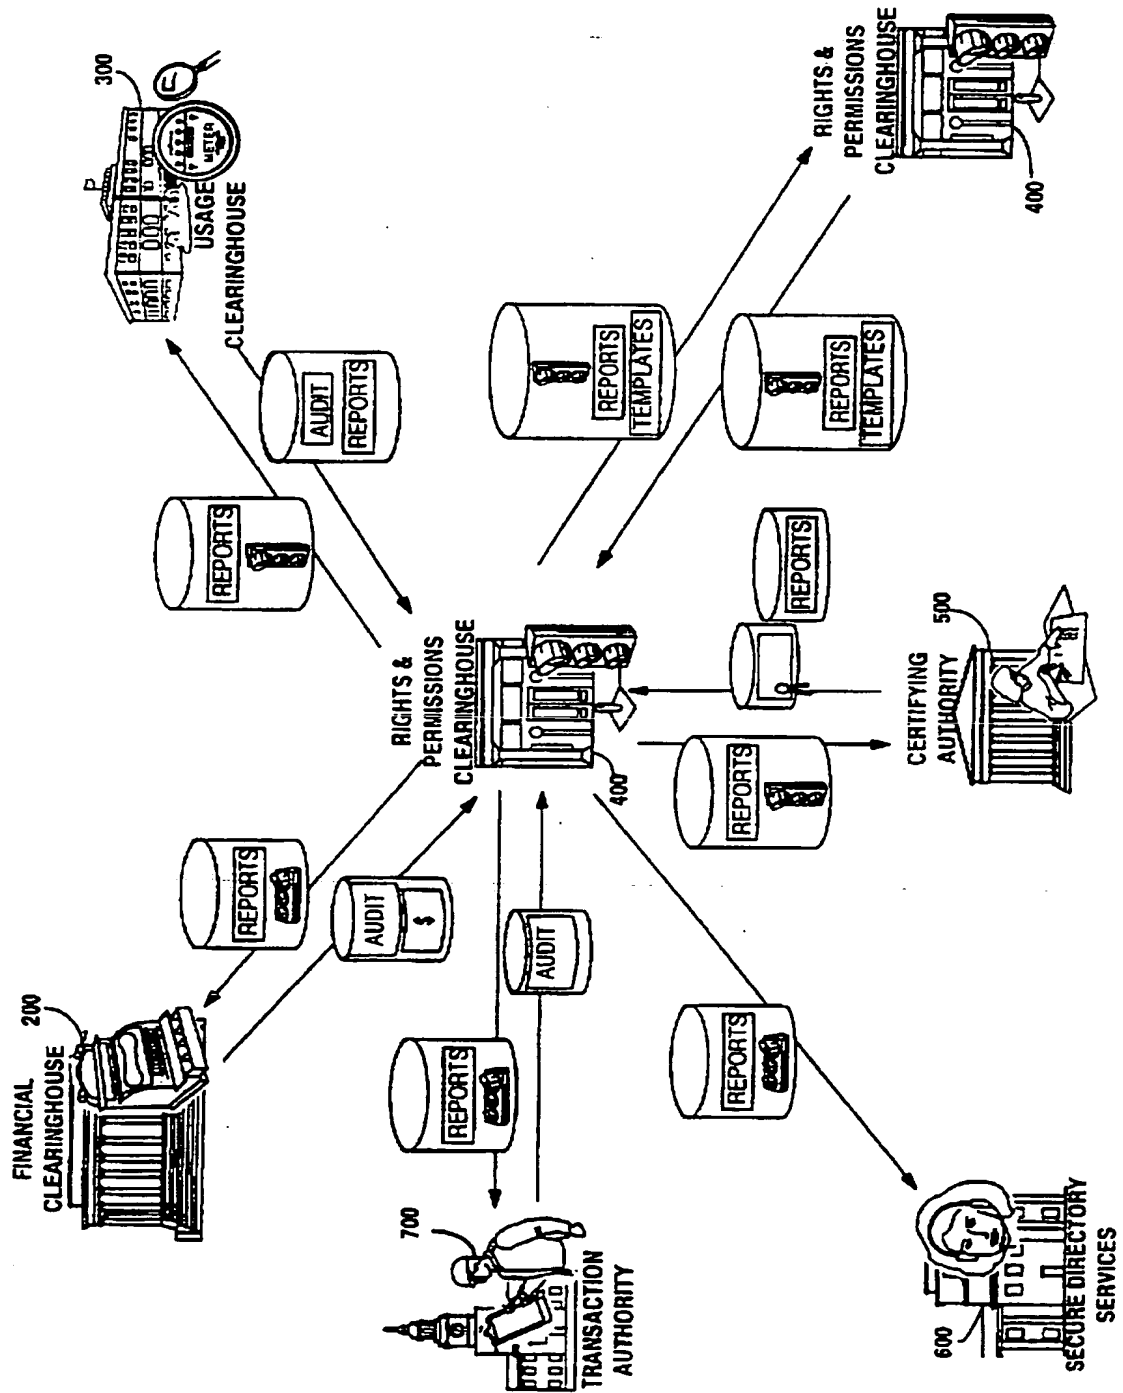 FINANCIAL
CLEARINGHOUSE
200
300
METER
USAGE
CLEARINGHOUSE
REPORTS
REPORTS
AUDIT
REPORTS
AUDIT
$
700
TRANSACTION
AUTHORITY
REPORTS
AUDIT
RIGHTS &
PERMISSIONS
CLEARINGHOUSE
400
REPORTS
TEMPLATES
REPORTS
TEMPLATES
RIGHTS &
PERMISSIONS
CLEARINGHOUSE
400
REPORTS
REPORTS
REPORTS
600
SECURE DIRECTORY
SERVICES
CERTIFYING
AUTHORITY
500